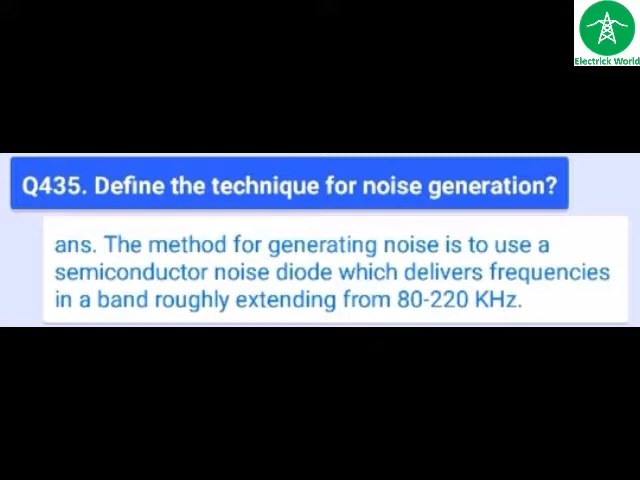 Electrick World
Q435. Define the technique for noise generation?
ans. The method for generating noise is to use a
semiconductor noise diode which delivers frequencies
in a band roughly extending from 80-220 KHz.